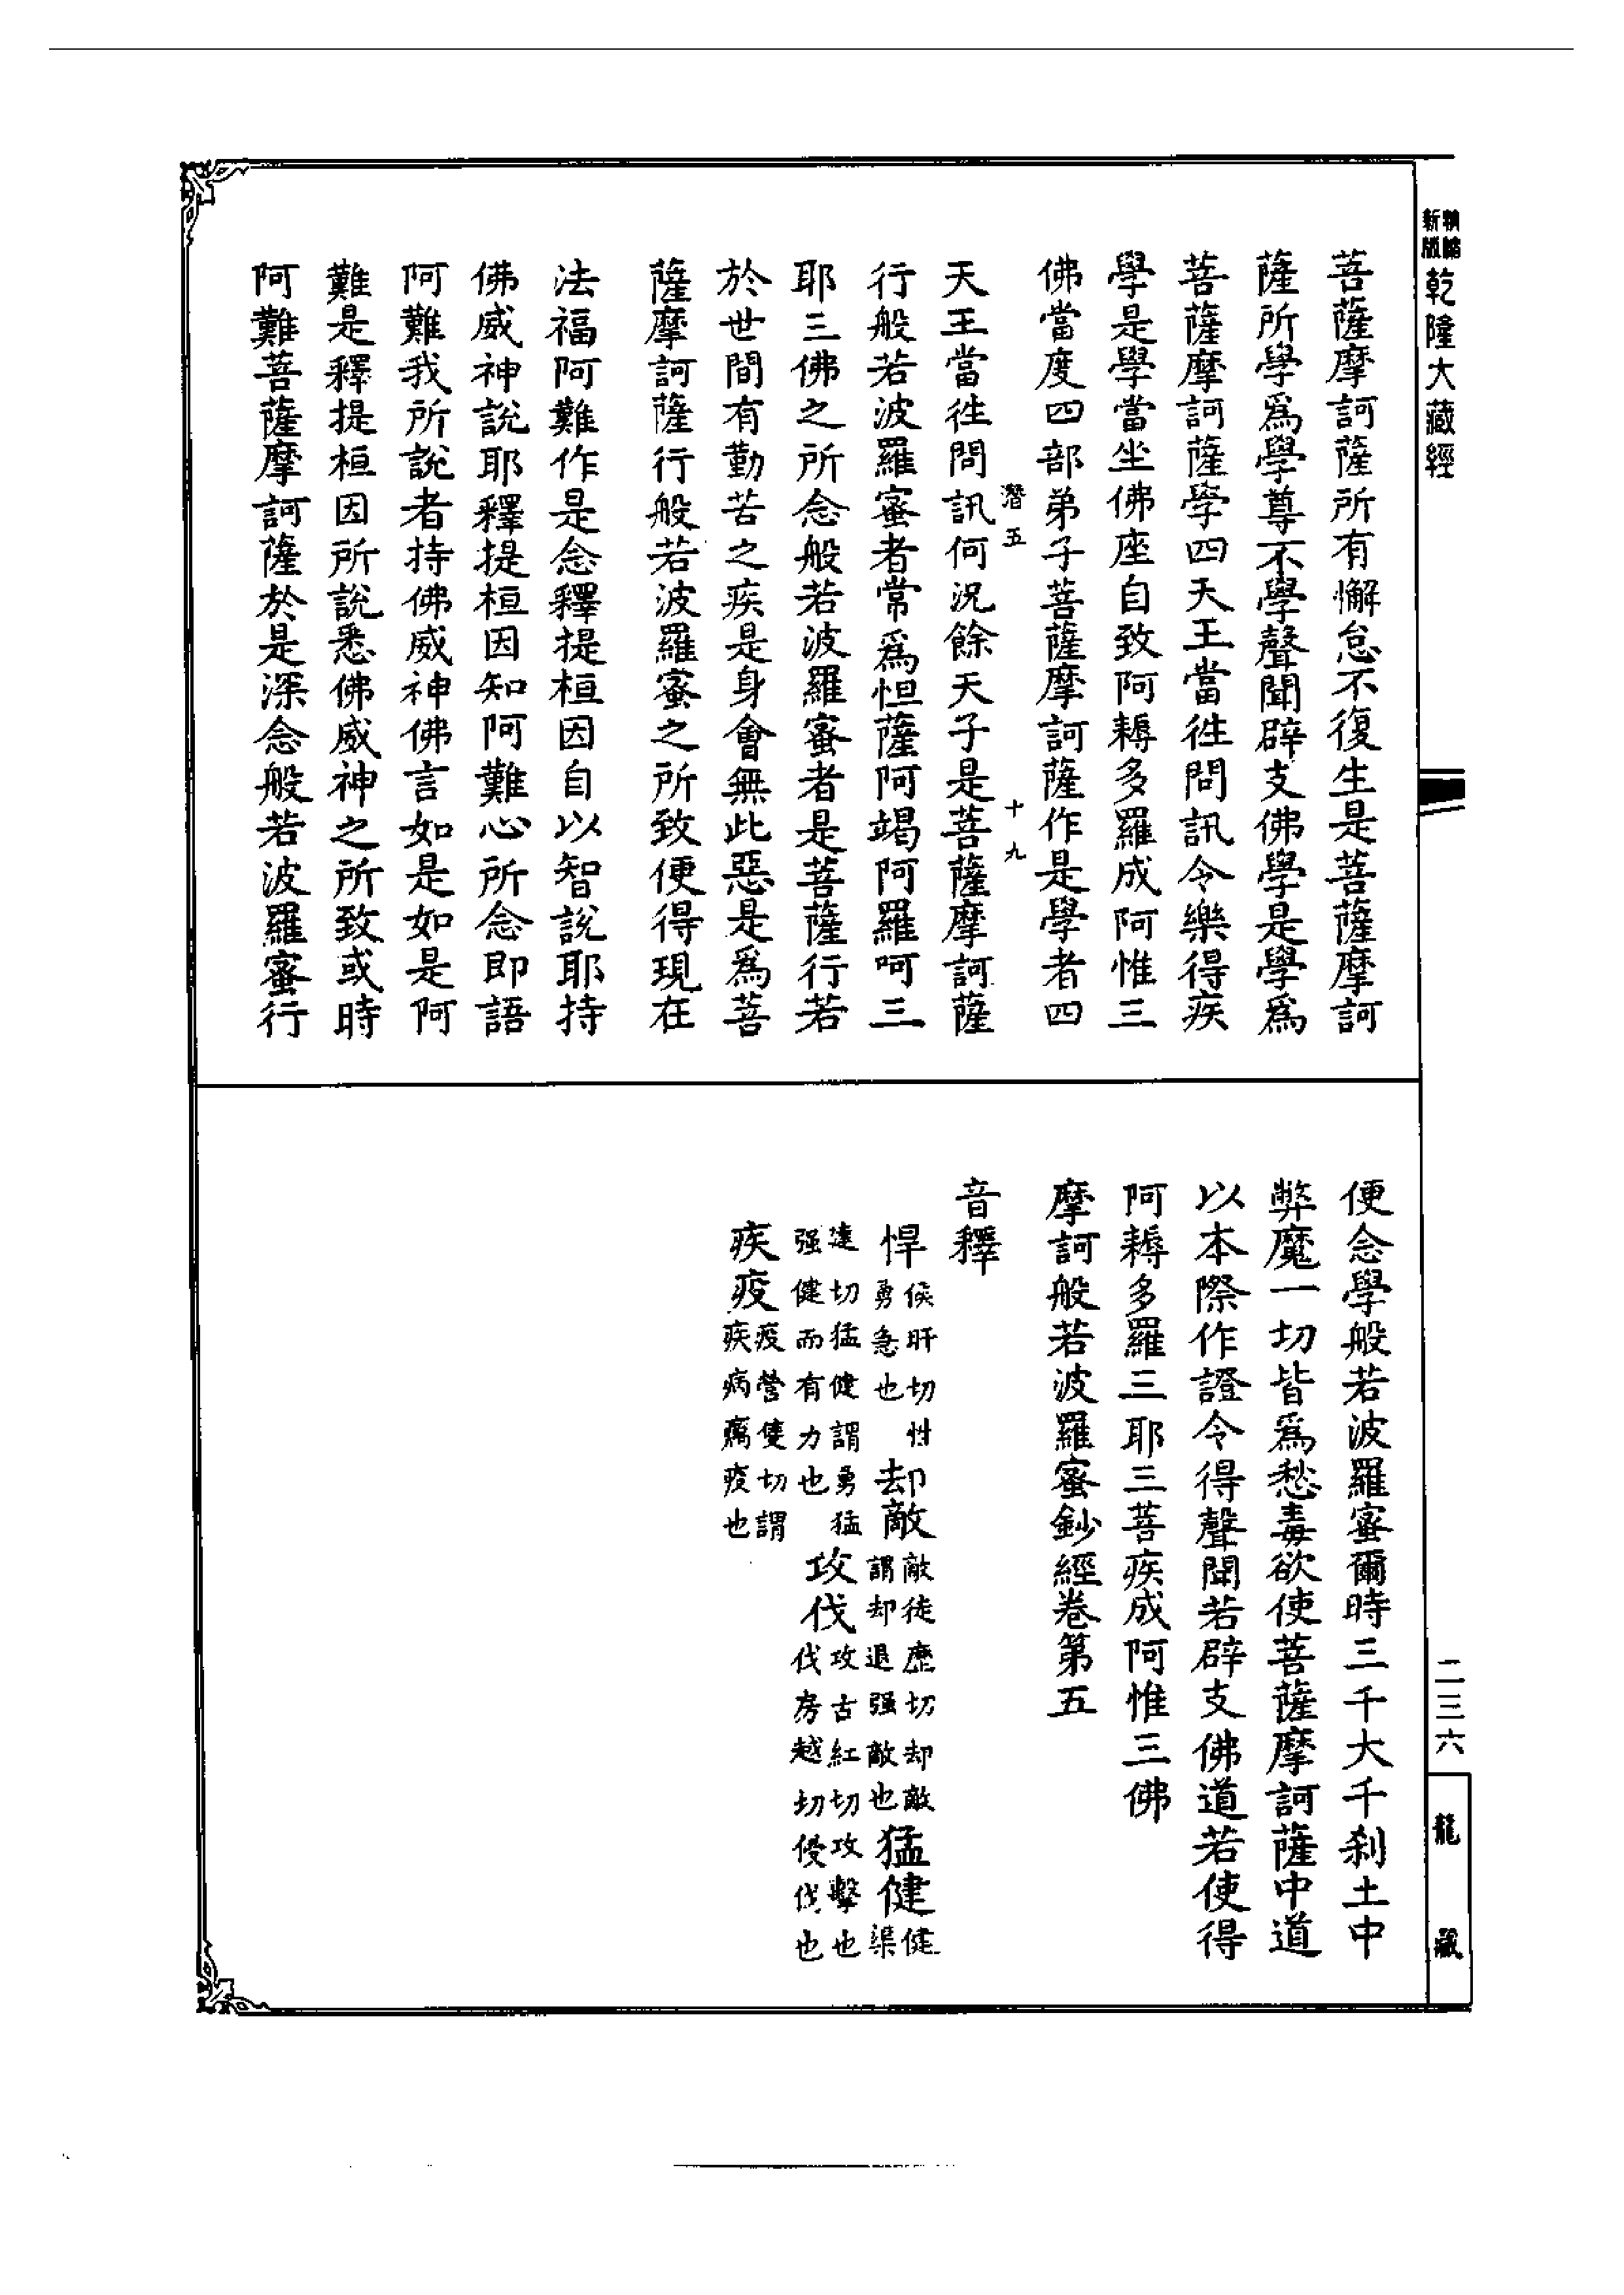 新版
精縮
乾隆大藏經
菩薩摩訶薩所有懈怠不復生是菩薩摩訶
薩所學爲學尊不學聲聞辟支佛學是學爲
菩薩摩訶薩學四天王當徃問訊令樂得疾
學是學當坐佛座自致阿耨多羅成阿惟三
佛當度四部弟子菩薩摩訶薩作是學者四
潛五
十九
天王當徃問訊何況餘天子是菩薩摩訶薩
行般若波羅蜜者常爲怛薩阿竭阿羅呵三
耶三佛之所念般若波羅蜜者是菩薩行若
於世間有勤苦之疾是身會無此惡是爲菩
薩摩訶薩行般若波羅蜜之所致便得現在
法福阿難作是念釋提桓因自以智說耶持
佛威神說耶釋提桓因知阿難心所念即語
阿難我所說者持佛威神佛言如是如是阿
難是釋提桓因所說悉佛威神之所致或時
阿難菩薩摩訶薩於是深念般若波羅蜜行
便念學般若波羅蜜爾時三千大千刹土中
弊魔一切皆爲愁毒欲使菩薩摩訶薩中道
以本際作證令得聲聞若辟支佛道若使得
阿耨多羅三耶三菩疾成阿惟三佛
摩訶般若波羅蜜鈔經卷第五
音釋
悍侯旰切性勇急也 却敵敵徒歷切却敵謂却退强敵也猛健健渠
建切猛健謂勇猛强健而有力也 攻伐攻古紅切攻擊也伐房越切侵伐也
疾疫疫營隻切謂疾病癘疫也
二三六
龍藏